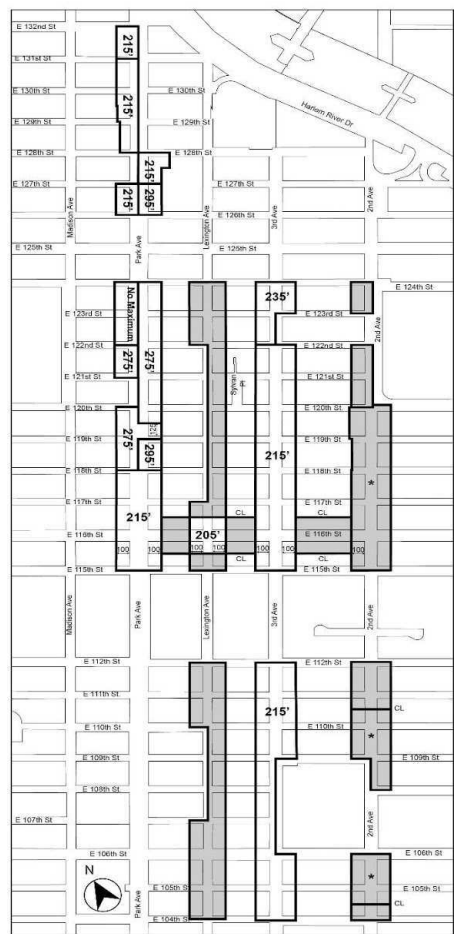 E 132nd St
215'
E 131st St
E 130th St
E 130th St
215'
Harlem River Dr
E 129th St
E 129th St
E 128th St
E 128th St
215'
E 127th St
E 127th St
215'
295'
Madison Ave
Park Ave
Lexington Ave
3rd Ave
2nd Ave
E 126th St
E 125th St
E 125th St
E 124th St
No Maximum
235'
E 123rd St
E 123rd St
2nd Ave
E 122nd St
E 122nd St
275'
275'
Sylvan Pl
E 121st St
E 121st St
E 120th St
E 120th St
E 119th St
275'
E 119th St
295'
215'
E 118th St
E 118th St
*
E 117th St
E 117th St
215'
CL
CL
E 116th St
205'
E 116th St
100
100
100
100
100
100
100
100
CL
CL
E 115th St
E 115th St
Madison Ave
Park Ave
Lexington Ave
3rd Ave
2nd Ave
E 112th St
E 112th St
E 111th St
215'
CL
E 110th St
E 110th St
*
E 109th St
E 109th St
E 108th St
E 107th St
2nd Ave
E 106th St
E 106th St
N
*
E 105th St
E 105th St
Park Ave
CL
E 104th St